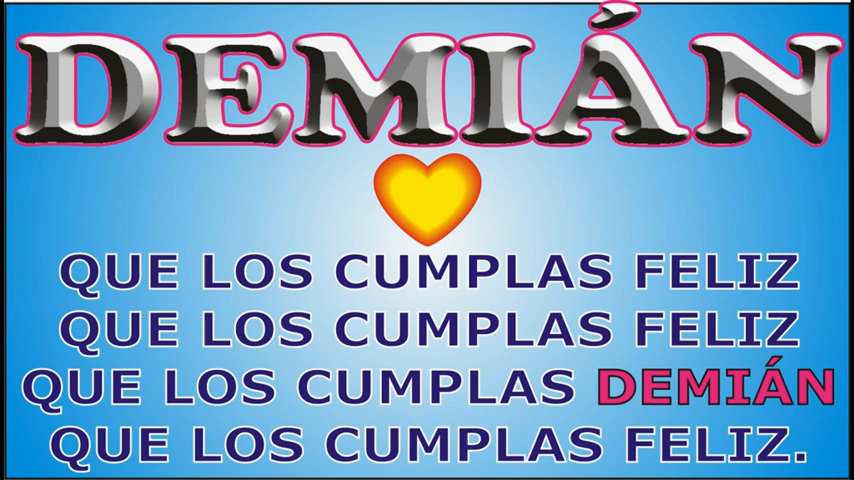 DEMIÁN
QUE LOS CUMPLAS FELIZ
QUE LOS CUMPLAS FELIZ
QUE LOS CUMPLAS DEMIÁN
QUE LOS CUMPLAS FELIZ.